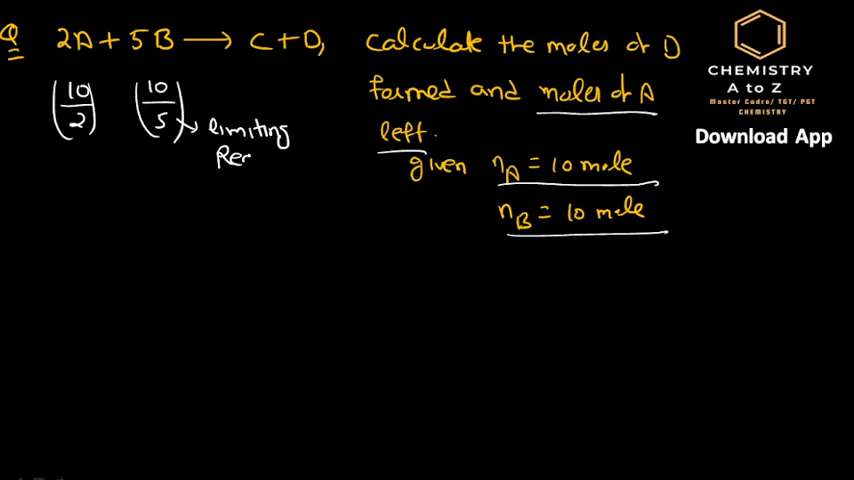 Q 2A + 5B → C + D, Calculate the moles of D
formed and moles of A
left.
(10/2) (10/5) → limiting
Rea
given nA = 10 mole
nB = 10 mole
CHEMISTRY
A to Z
Master Cadre/ TGT/ PGT
CHEMISTRY
Download App